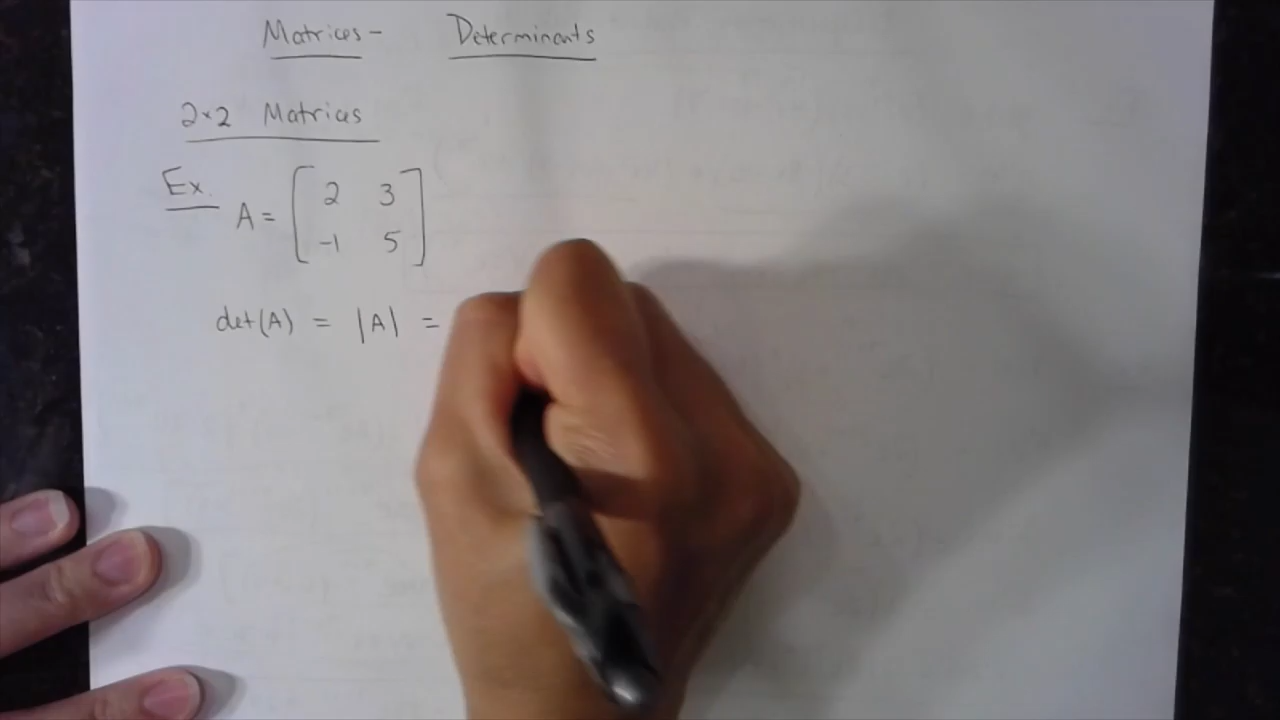 Matrices- Determinants
2×2 Matrices
Ex.
A = [ 2 3
-1 5 ]
det(A) = |A| =